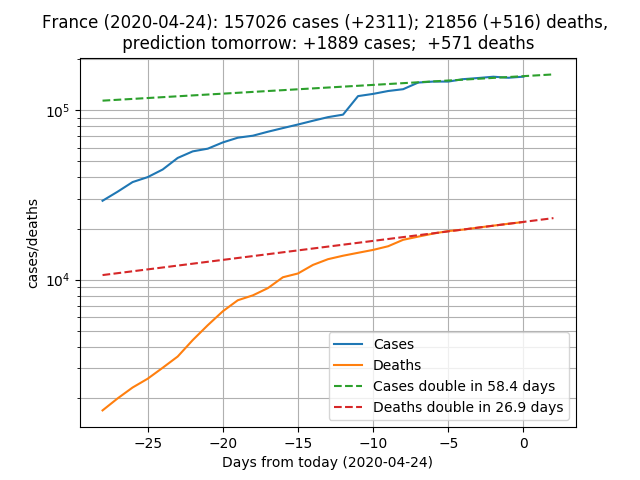 France (2020-04-24): 157026 cases (+2311); 21856 (+516) deaths,
prediction tomorrow: +1889 cases;  +571 deaths
cases/deaths
10^5
10^4
Cases
Deaths
Cases double in 58.4 days
Deaths double in 26.9 days
−25 −20 −15 −10 −5 0
Days from today (2020-04-24)